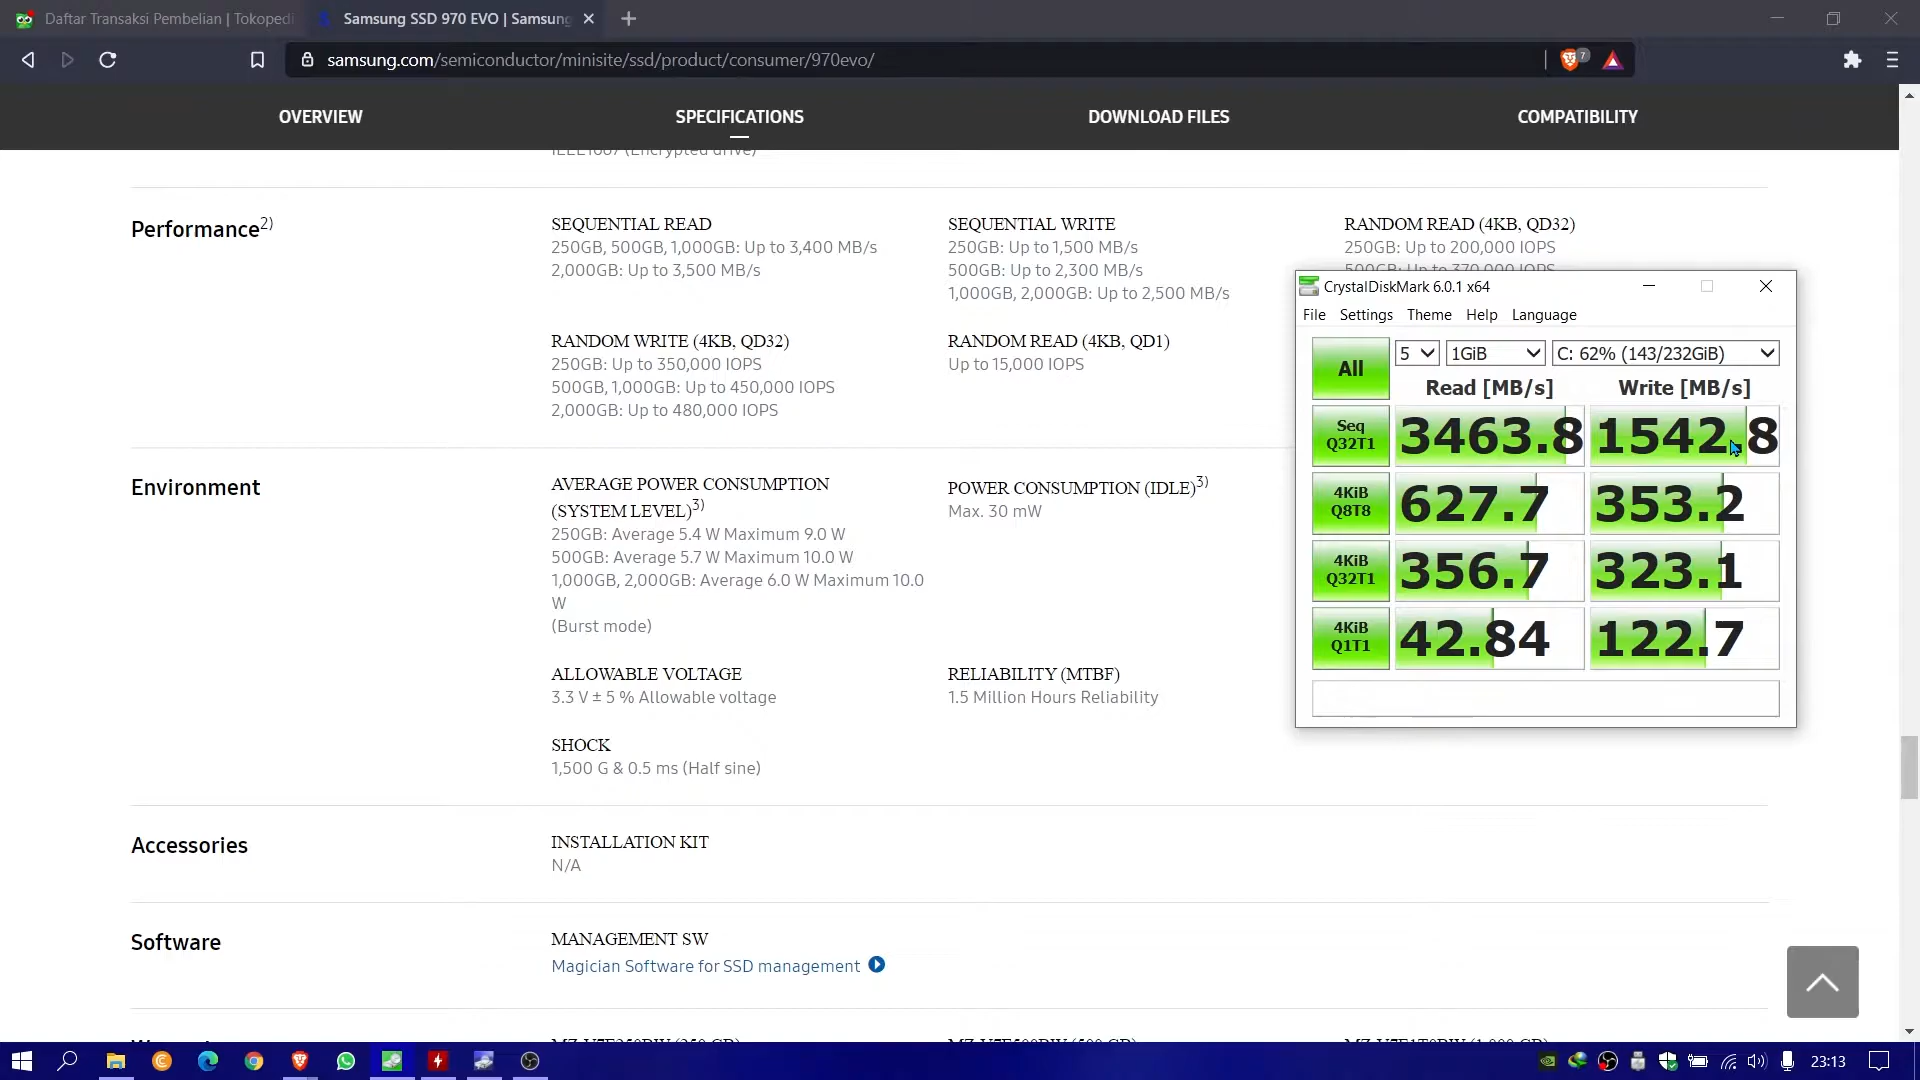 Daftar Transaksi Pembelian | Tokopedi
Samsung SSD 970 EVO | Samsung
samsung.com/semiconductor/minisite/ssd/product/consumer/970evo/
7
OVERVIEW
SPECIFICATIONS
DOWNLOAD FILES
COMPATIBILITY
IEEE1667 (Encrypted drive)
Performance2)
SEQUENTIAL READ
250GB, 500GB, 1,000GB: Up to 3,400 MB/s
2,000GB: Up to 3,500 MB/s
SEQUENTIAL WRITE
250GB: Up to 1,500 MB/s
500GB: Up to 2,300 MB/s
1,000GB, 2,000GB: Up to 2,500 MB/s
RANDOM READ (4KB, QD32)
250GB: Up to 200,000 IOPS
500GB: Up to 370,000 IOPS
RANDOM WRITE (4KB, QD32)
250GB: Up to 350,000 IOPS
500GB, 1,000GB: Up to 450,000 IOPS
2,000GB: Up to 480,000 IOPS
RANDOM READ (4KB, QD1)
Up to 15,000 IOPS
Environment
AVERAGE POWER CONSUMPTION
(SYSTEM LEVEL)3)
250GB: Average 5.4 W Maximum 9.0 W
500GB: Average 5.7 W Maximum 10.0 W
1,000GB, 2,000GB: Average 6.0 W Maximum 10.0
W
(Burst mode)
POWER CONSUMPTION (IDLE)3)
Max. 30 mW
ALLOWABLE VOLTAGE
3.3 V ± 5 % Allowable voltage
RELIABILITY (MTBF)
1.5 Million Hours Reliability
SHOCK
1,500 G & 0.5 ms (Half sine)
Accessories
INSTALLATION KIT
N/A
Software
MANAGEMENT SW
Magician Software for SSD management
CrystalDiskMark 6.0.1 x64
File Settings Theme Help Language
All
5
1GiB
C: 62% (143/232GiB)
Read [MB/s]
Write [MB/s]
Seq
Q32T1
3463.8
1542.8
4KiB
Q8T8
627.7
353.2
4KiB
Q32T1
356.7
323.1
4KiB
Q1T1
42.84
122.7
23:13